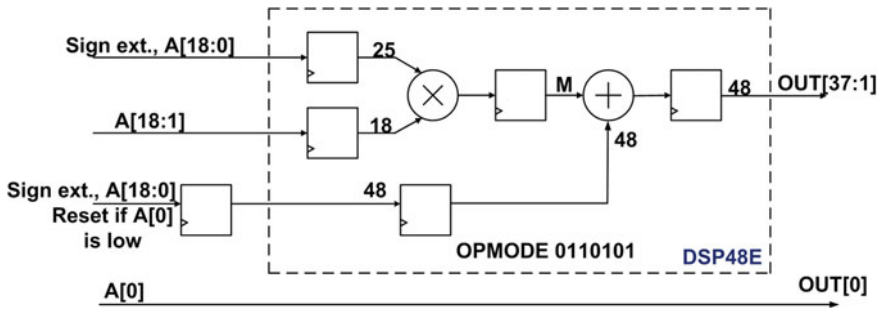 Sign ext., A[18:0]
25
A[18:1]
18
M
48
48
OUT[37:1]
Sign ext., A[18:0]
Reset if A[0]
is low
48
OPMODE 0110101
DSP48E
A[0]
OUT[0]